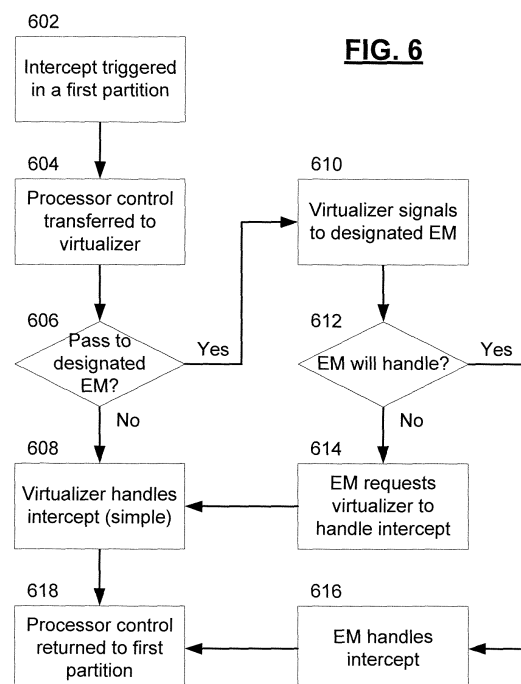 602
FIG. 6
Intercept triggered
in a first partition
604
Processor control
transferred to
virtualizer
606
Pass to
designated
EM?
Yes
No
608
Virtualizer handles
intercept (simple)
618
Processor control
returned to first
partition
610
Virtualizer signals
to designated EM
612
EM will handle?
Yes
No
614
EM requests
virtualizer to
handle intercept
616
EM handles
intercept